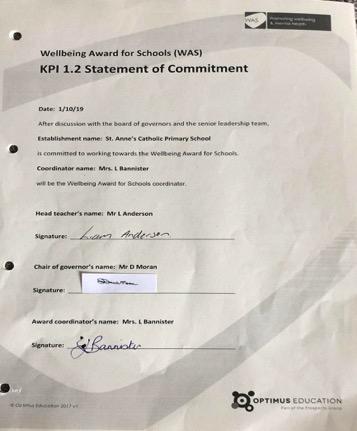 WAS
Promoting wellbeing
& mental health
Wellbeing Award for Schools (WAS)
KPI 1.2 Statement of Commitment
Date: 1/10/19
After discussion with the board of governors and the senior leadership team,
Establishment name: St. Anne's Catholic Primary School
is committed to working towards the Wellbeing Award for Schools.
Coordinator name: Mrs. L Bannister
will be the Wellbeing Award for Schools coordinator.
Head teacher's name: Mr L Anderson
Signature: Liam Anderson
Chair of governor's name: Mr D Moran
Signature:
Award coordinator's name: Mrs. L Bannister
Signature: Bannister
OPTIMUS EDUCATION
Part of the Prospects Group
© Optimus Education 2017 v1